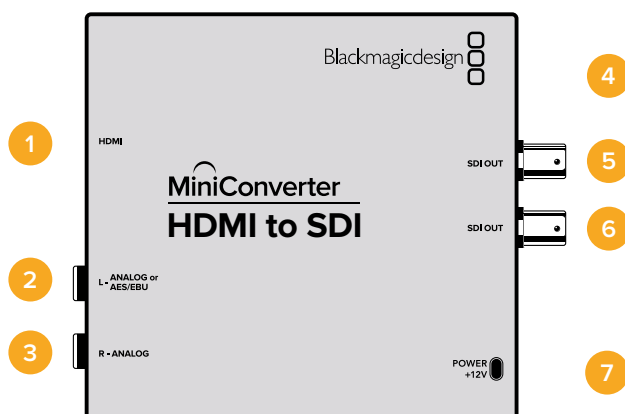 Blackmagicdesign
4
1
HDMI
SDI OUT
5
MiniConverter
HDMI to SDI
SDI OUT
6
2
L - ANALOG or
AES/EBU
3
R - ANALOG
POWER
+12V
7